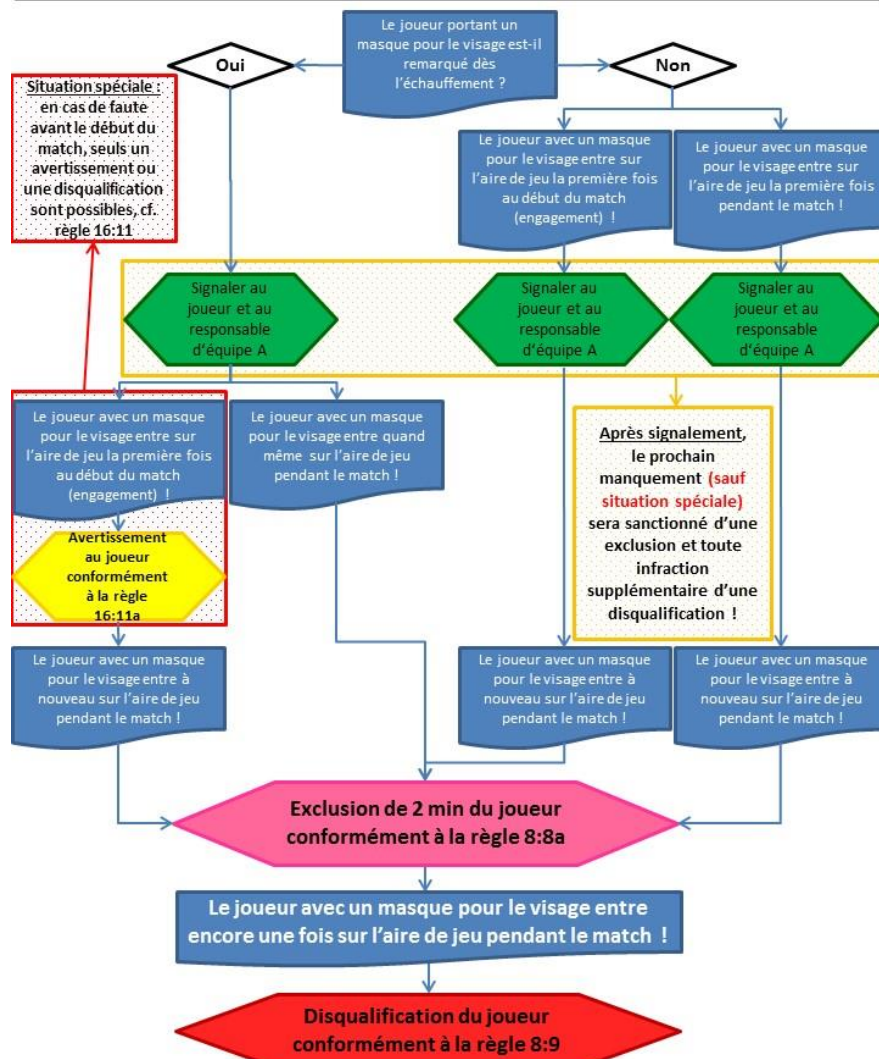 Le joueur portant un
masque pour le visage est-il
remarqué dès
l'échauffement ?
Oui
Non
Situation spéciale :
en cas de faute
avant le début du
match, seuls un
avertissement ou
une disqualification
sont possibles, cf.
règle 16:11
Le joueur avec un masque
pour le visage entre sur
l'aire de jeu la première fois
au début du match
(engagement) !
Le joueur avec un masque
pour le visage entre sur
l'aire de jeu la première fois
pendant le match !
Signaler au
joueur et au
responsable
d'équipe A
Signaler au
joueur et au
responsable
d'équipe A
Signaler au
joueur et au
responsable
d'équipe A
Le joueur avec un masque
pour le visage entre sur
l'aire de jeu la première fois
au début du match
(engagement) !
Le joueur avec un masque
pour le visage entre quand
même sur l'aire de jeu
pendant le match !
Après signalement,
le prochain
manquement (sauf
situation spéciale)
sera sanctionné d'une
exclusion et toute
infraction
supplémentaire d'une
disqualification !
Avertissement
au joueur
conformément
à la règle
16:11a
Le joueur avec un masque
pour le visage entre à
nouveau sur l'aire de jeu
pendant le match !
Le joueur avec un masque
pour le visage entre à
nouveau sur l'aire de jeu
pendant le match !
Le joueur avec un masque
pour le visage entre à
nouveau sur l'aire de jeu
pendant le match !
Exclusion de 2 min du joueur
conformément à la règle 8:8a
Le joueur avec un masque pour le visage entre
encore une fois sur l'aire de jeu pendant le match !
Disqualification du joueur
conformément à la règle 8:9